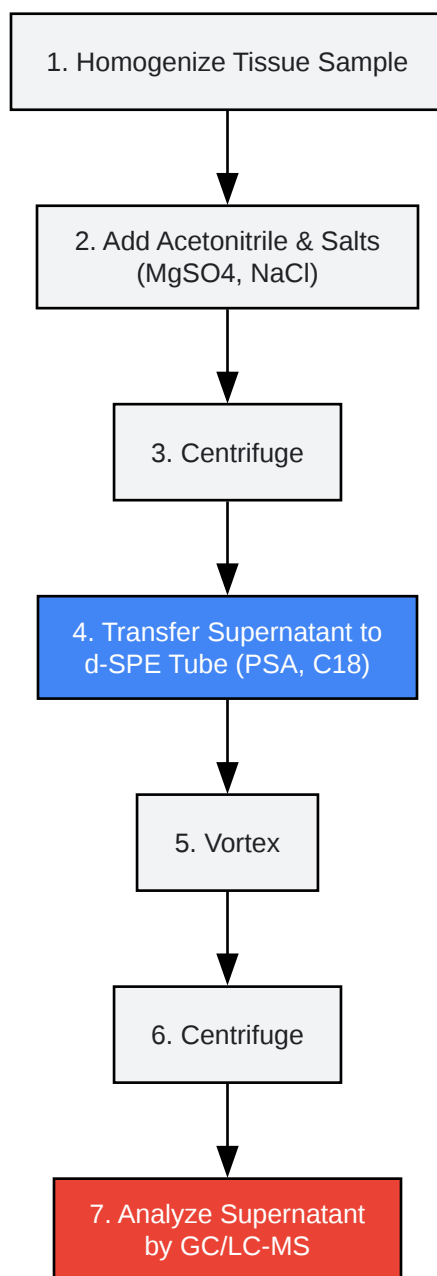 1. Homogenize Tissue Sample
2. Add Acetonitrile & Salts
(MgSO4, NaCl)
3. Centrifuge
4. Transfer Supernatant to
d-SPE Tube (PSA, C18)
5. Vortex
6. Centrifuge
7. Analyze Supernatant
by GC/LC-MS